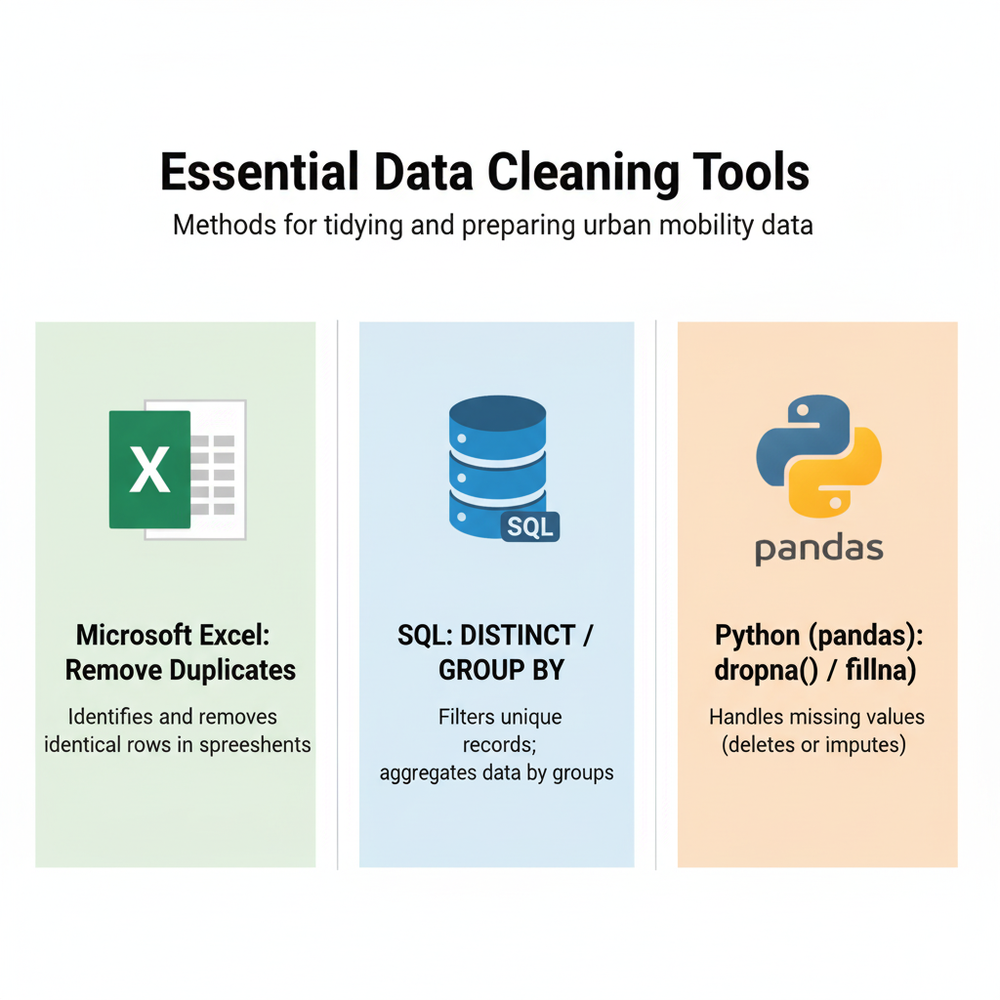 Essential Data Cleaning Tools
Methods for tidying and preparing urban mobility data
X
SQL
pandas
Microsoft Excel:
Remove Duplicates
Identifies and removes
identical rows in spreeshents
SQL: DISTINCT /
GROUP BY
Filters unique
records;
aggregates data by groups
Python (pandas):
dropna() / fillna)
Handles missing values
(deletes or imputes)